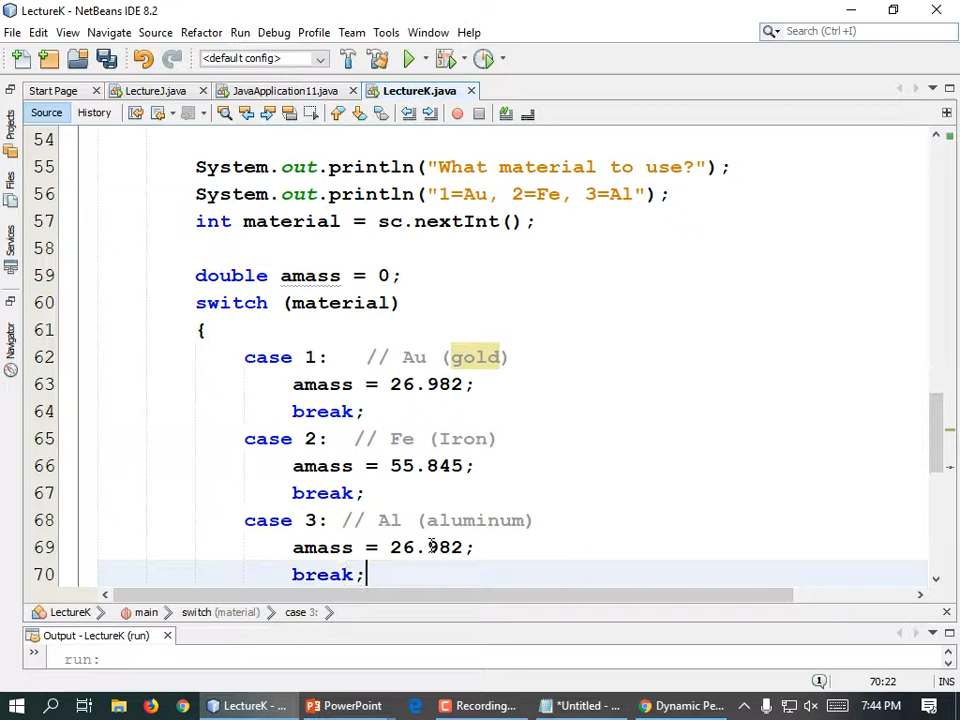 LectureK - NetBeans IDE 8.2
File Edit View Navigate Source Refactor Run Debug Profile Team Tools Window Help
Search (Ctrl+I)
<default config>
Start Page LectureJ.java JavaApplication11.java LectureK.java
Source History
Projects
Files
Services
Navigator
54
55 System.out.println("What material to use?");
56 System.out.println("1=Au, 2=Fe, 3=Al");
57 int material = sc.nextInt();
58
59 double amass = 0;
60 switch (material)
61 {
62 case 1: // Au (gold)
63 amass = 26.982;
64 break;
65 case 2: // Fe (Iron)
66 amass = 55.845;
67 break;
68 case 3: // Al (aluminum)
69 amass = 26.982;
70 break;
LectureK main switch (material) case 3:
Output - LectureK (run)
run:
1 70:22 INS
LectureK - ... PowerPoint Recording... *Untitled - ... Dynamic Pe... 7:44 PM